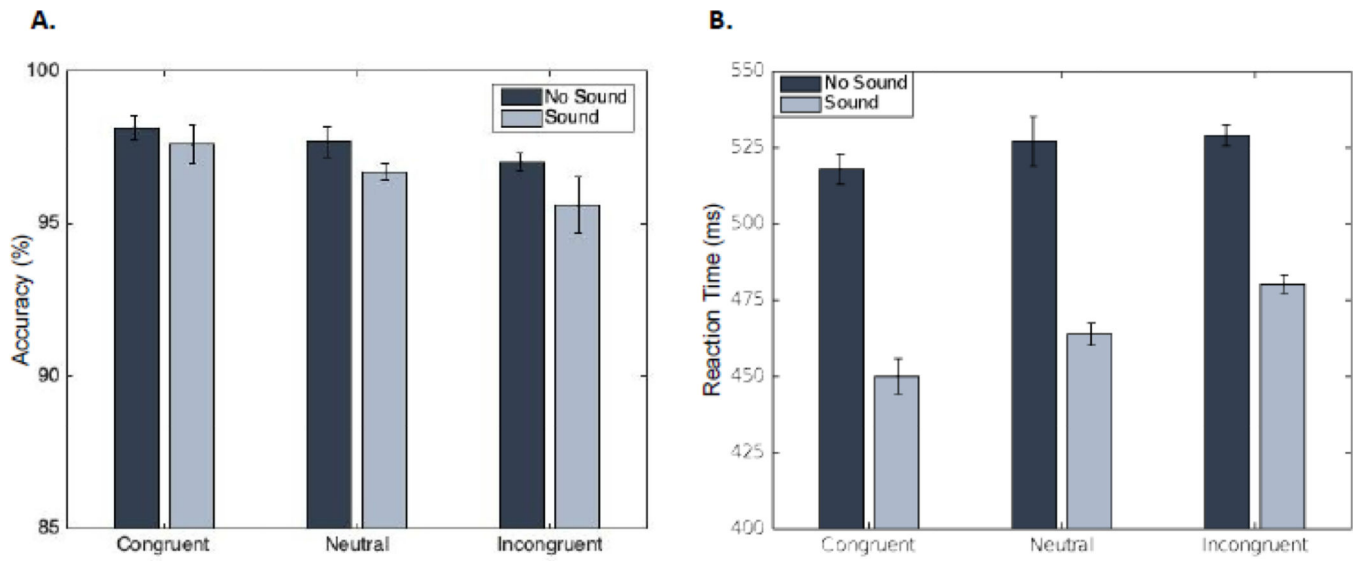 A.
Accuracy (%)
100
95
90
85
No Sound
Sound
Congruent
Neutral
Incongruent
B.
Reaction Time (ms)
550
525
500
475
450
425
400
No Sound
Sound
Congruent
Neutral
Incongruent